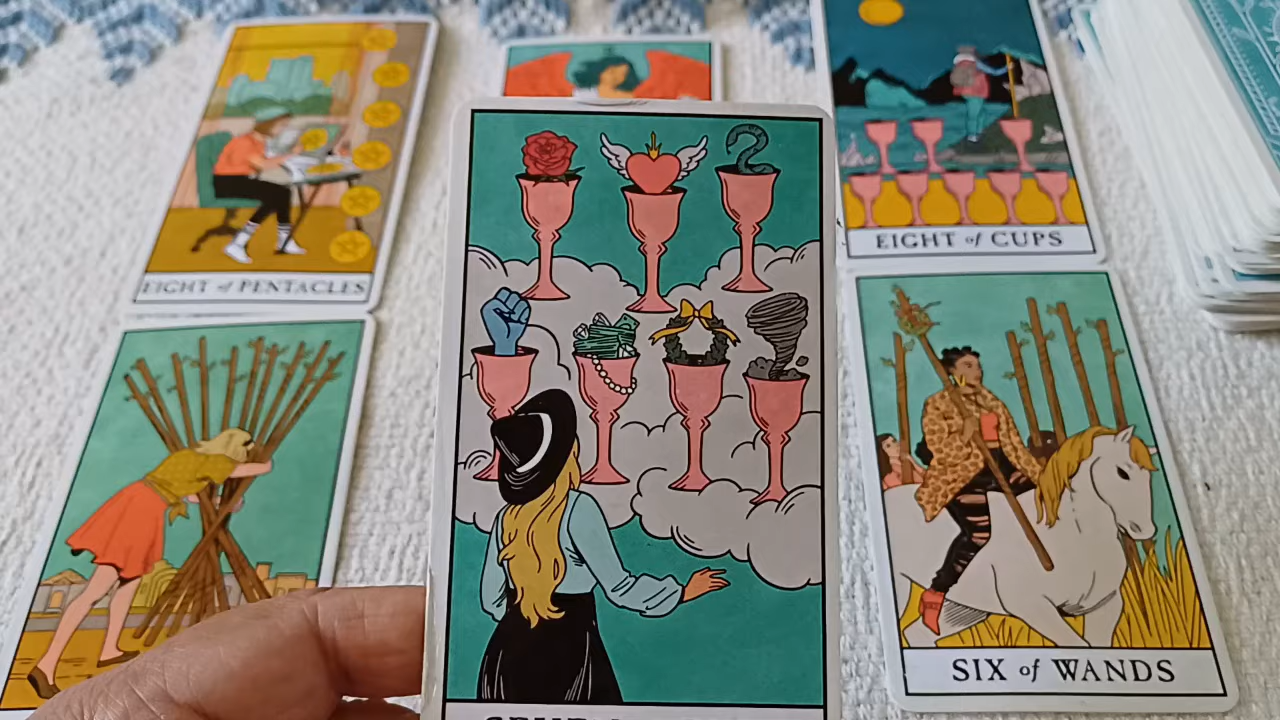 EIGHT of PENTACLES
EIGHT of CUPS
SIX of WANDS